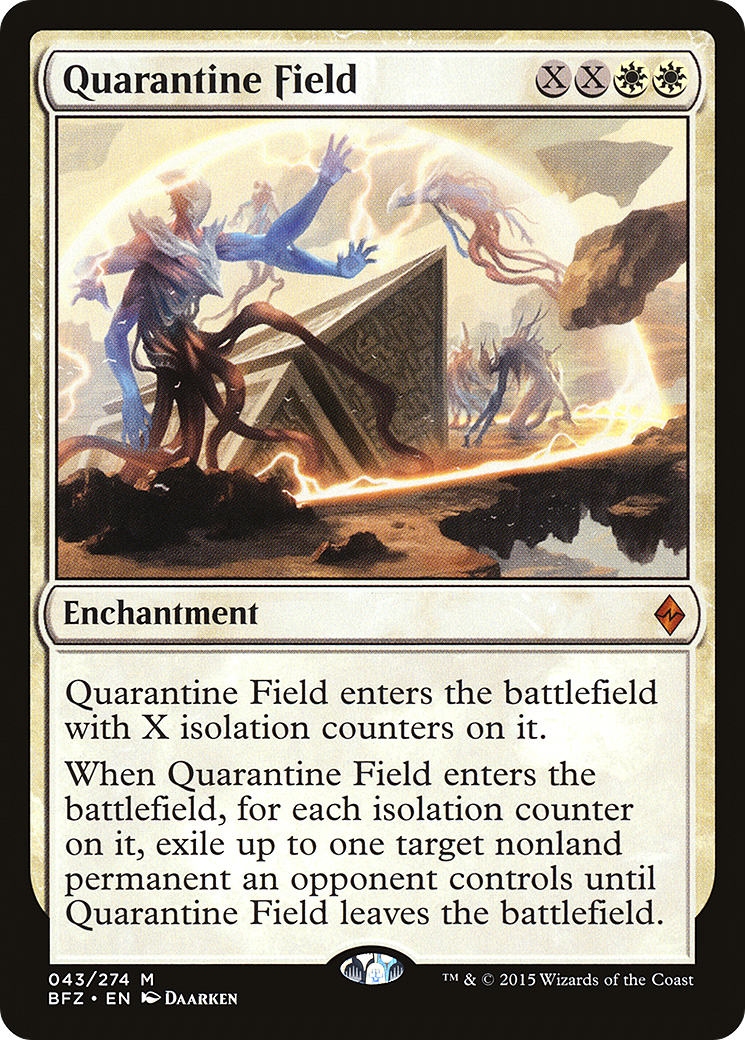 Quarantine Field XX
Enchantment
Quarantine Field enters the battlefield
with X isolation counters on it.
When Quarantine Field enters the
battlefield, for each isolation counter
on it, exile up to one target nonland
permanent an opponent controls until
Quarantine Field leaves the battlefield.
043/274 M
BFZ • EN DAARKEN
™ & © 2015 Wizards of the Coast